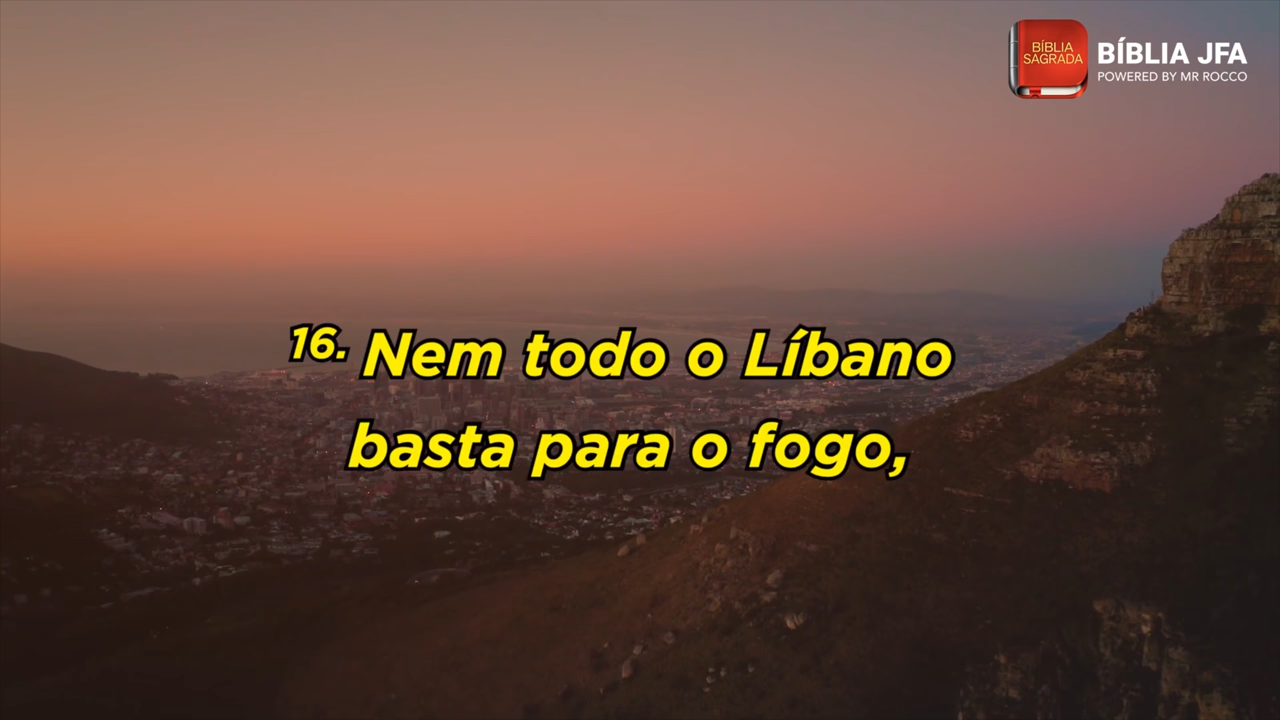 BÍBLIA
SAGRADA
BÍBLIA JFA
POWERED BY MR ROCCO
16. Nem todo o Líbano
basta para o fogo,